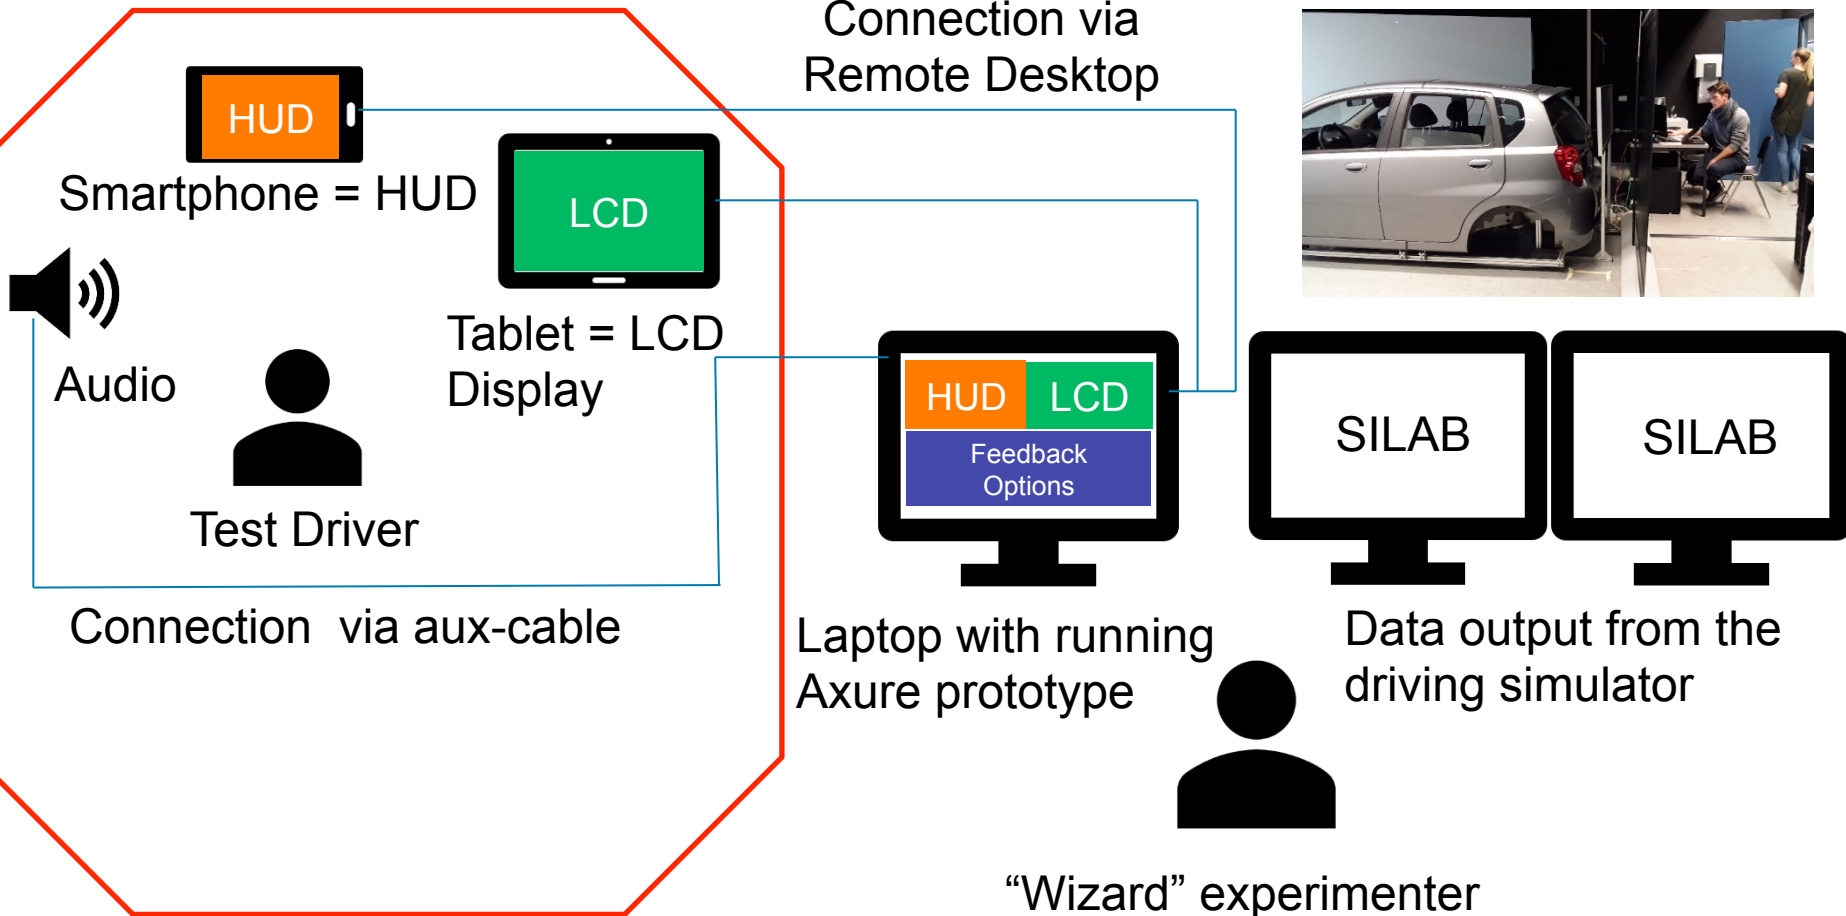 Connection via
Remote Desktop
HUD
Smartphone = HUD
LCD
Tablet = LCD
Display
Audio
Test Driver
Connection via aux-cable
HUD
LCD
Feedback
Options
Laptop with running
Axure prototype
SILAB
SILAB
Data output from the
driving simulator
“Wizard” experimenter